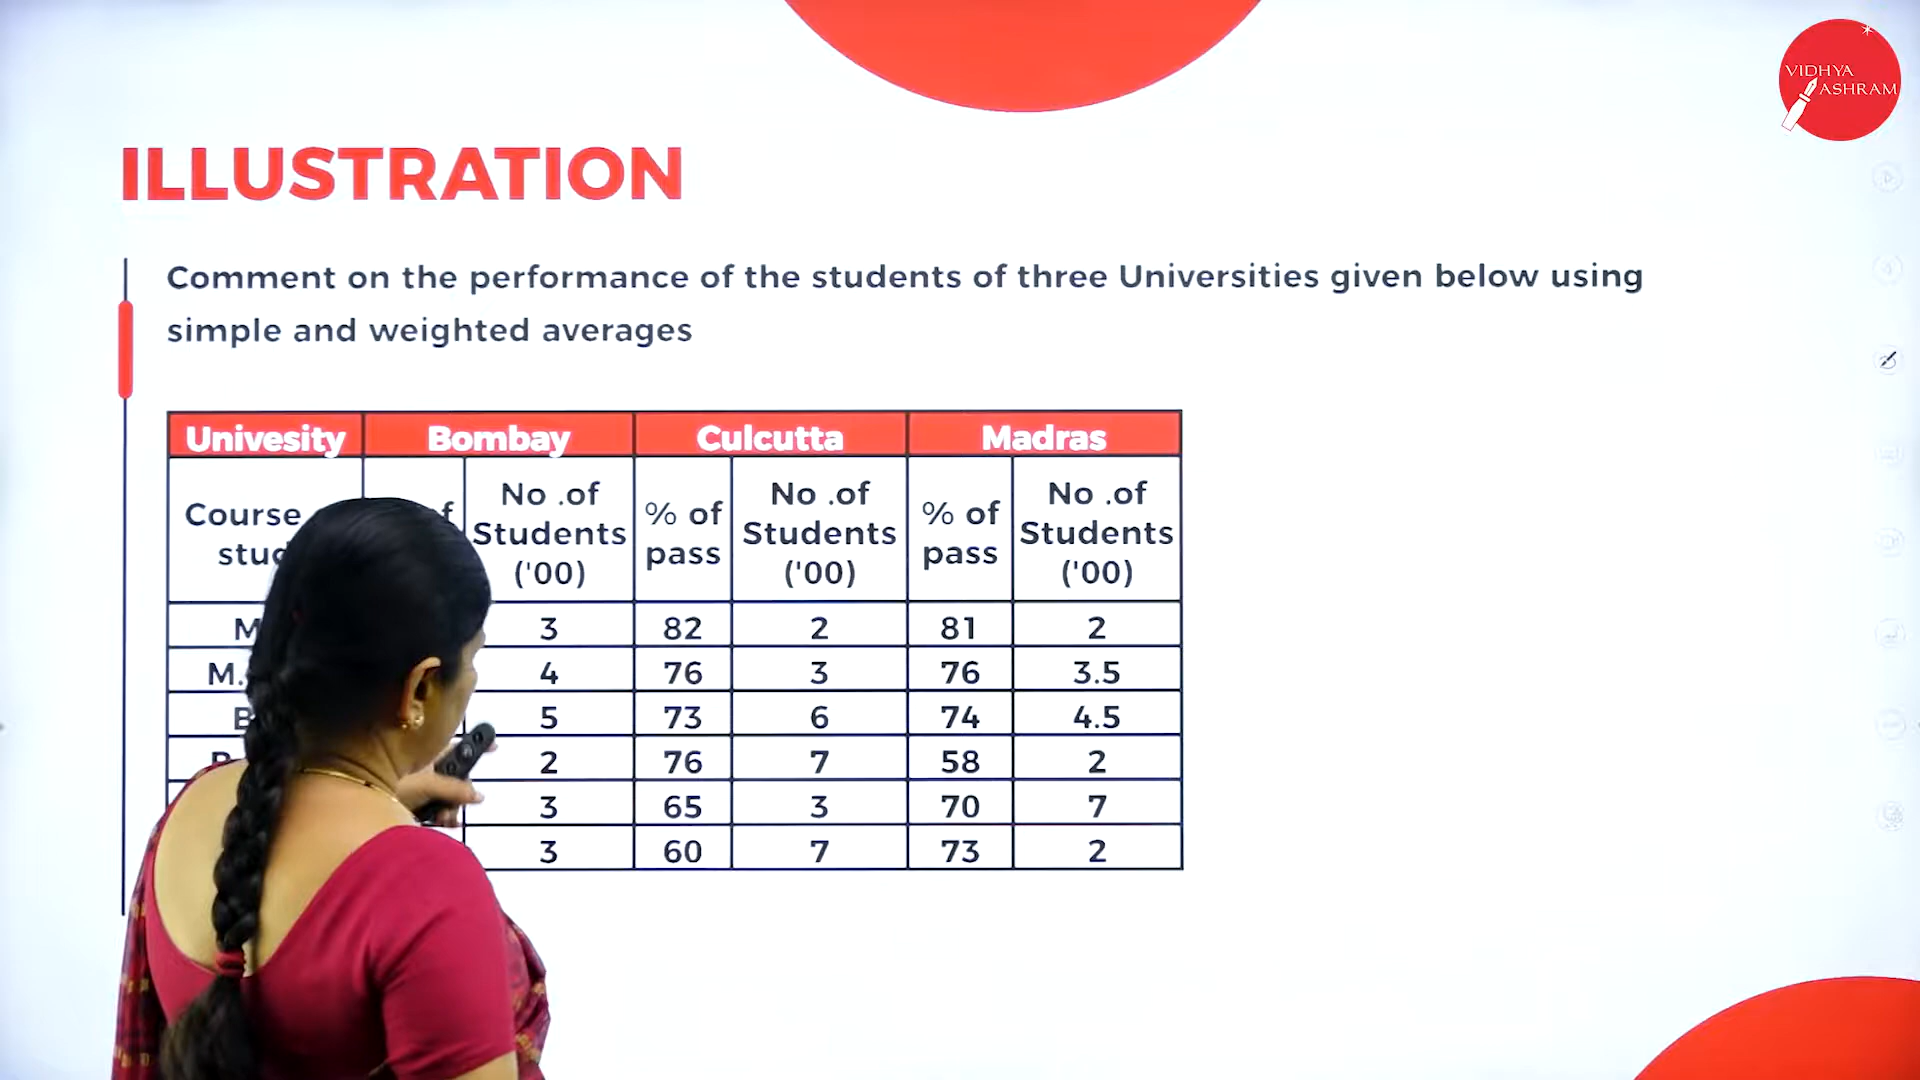 VIDHYA
ASHRAM
ILLUSTRATION
Comment on the performance of the students of three Universities given below using
simple and weighted averages
Univesity Bombay Culcutta Madras
Course No .of Students ('00) % of pass No .of Students ('00) % of pass No .of Students ('00)
3 82 2 81 2
4 76 3 76 3.5
5 73 6 74 4.5
2 76 7 58 2
3 65 3 70 7
3 60 7 73 2